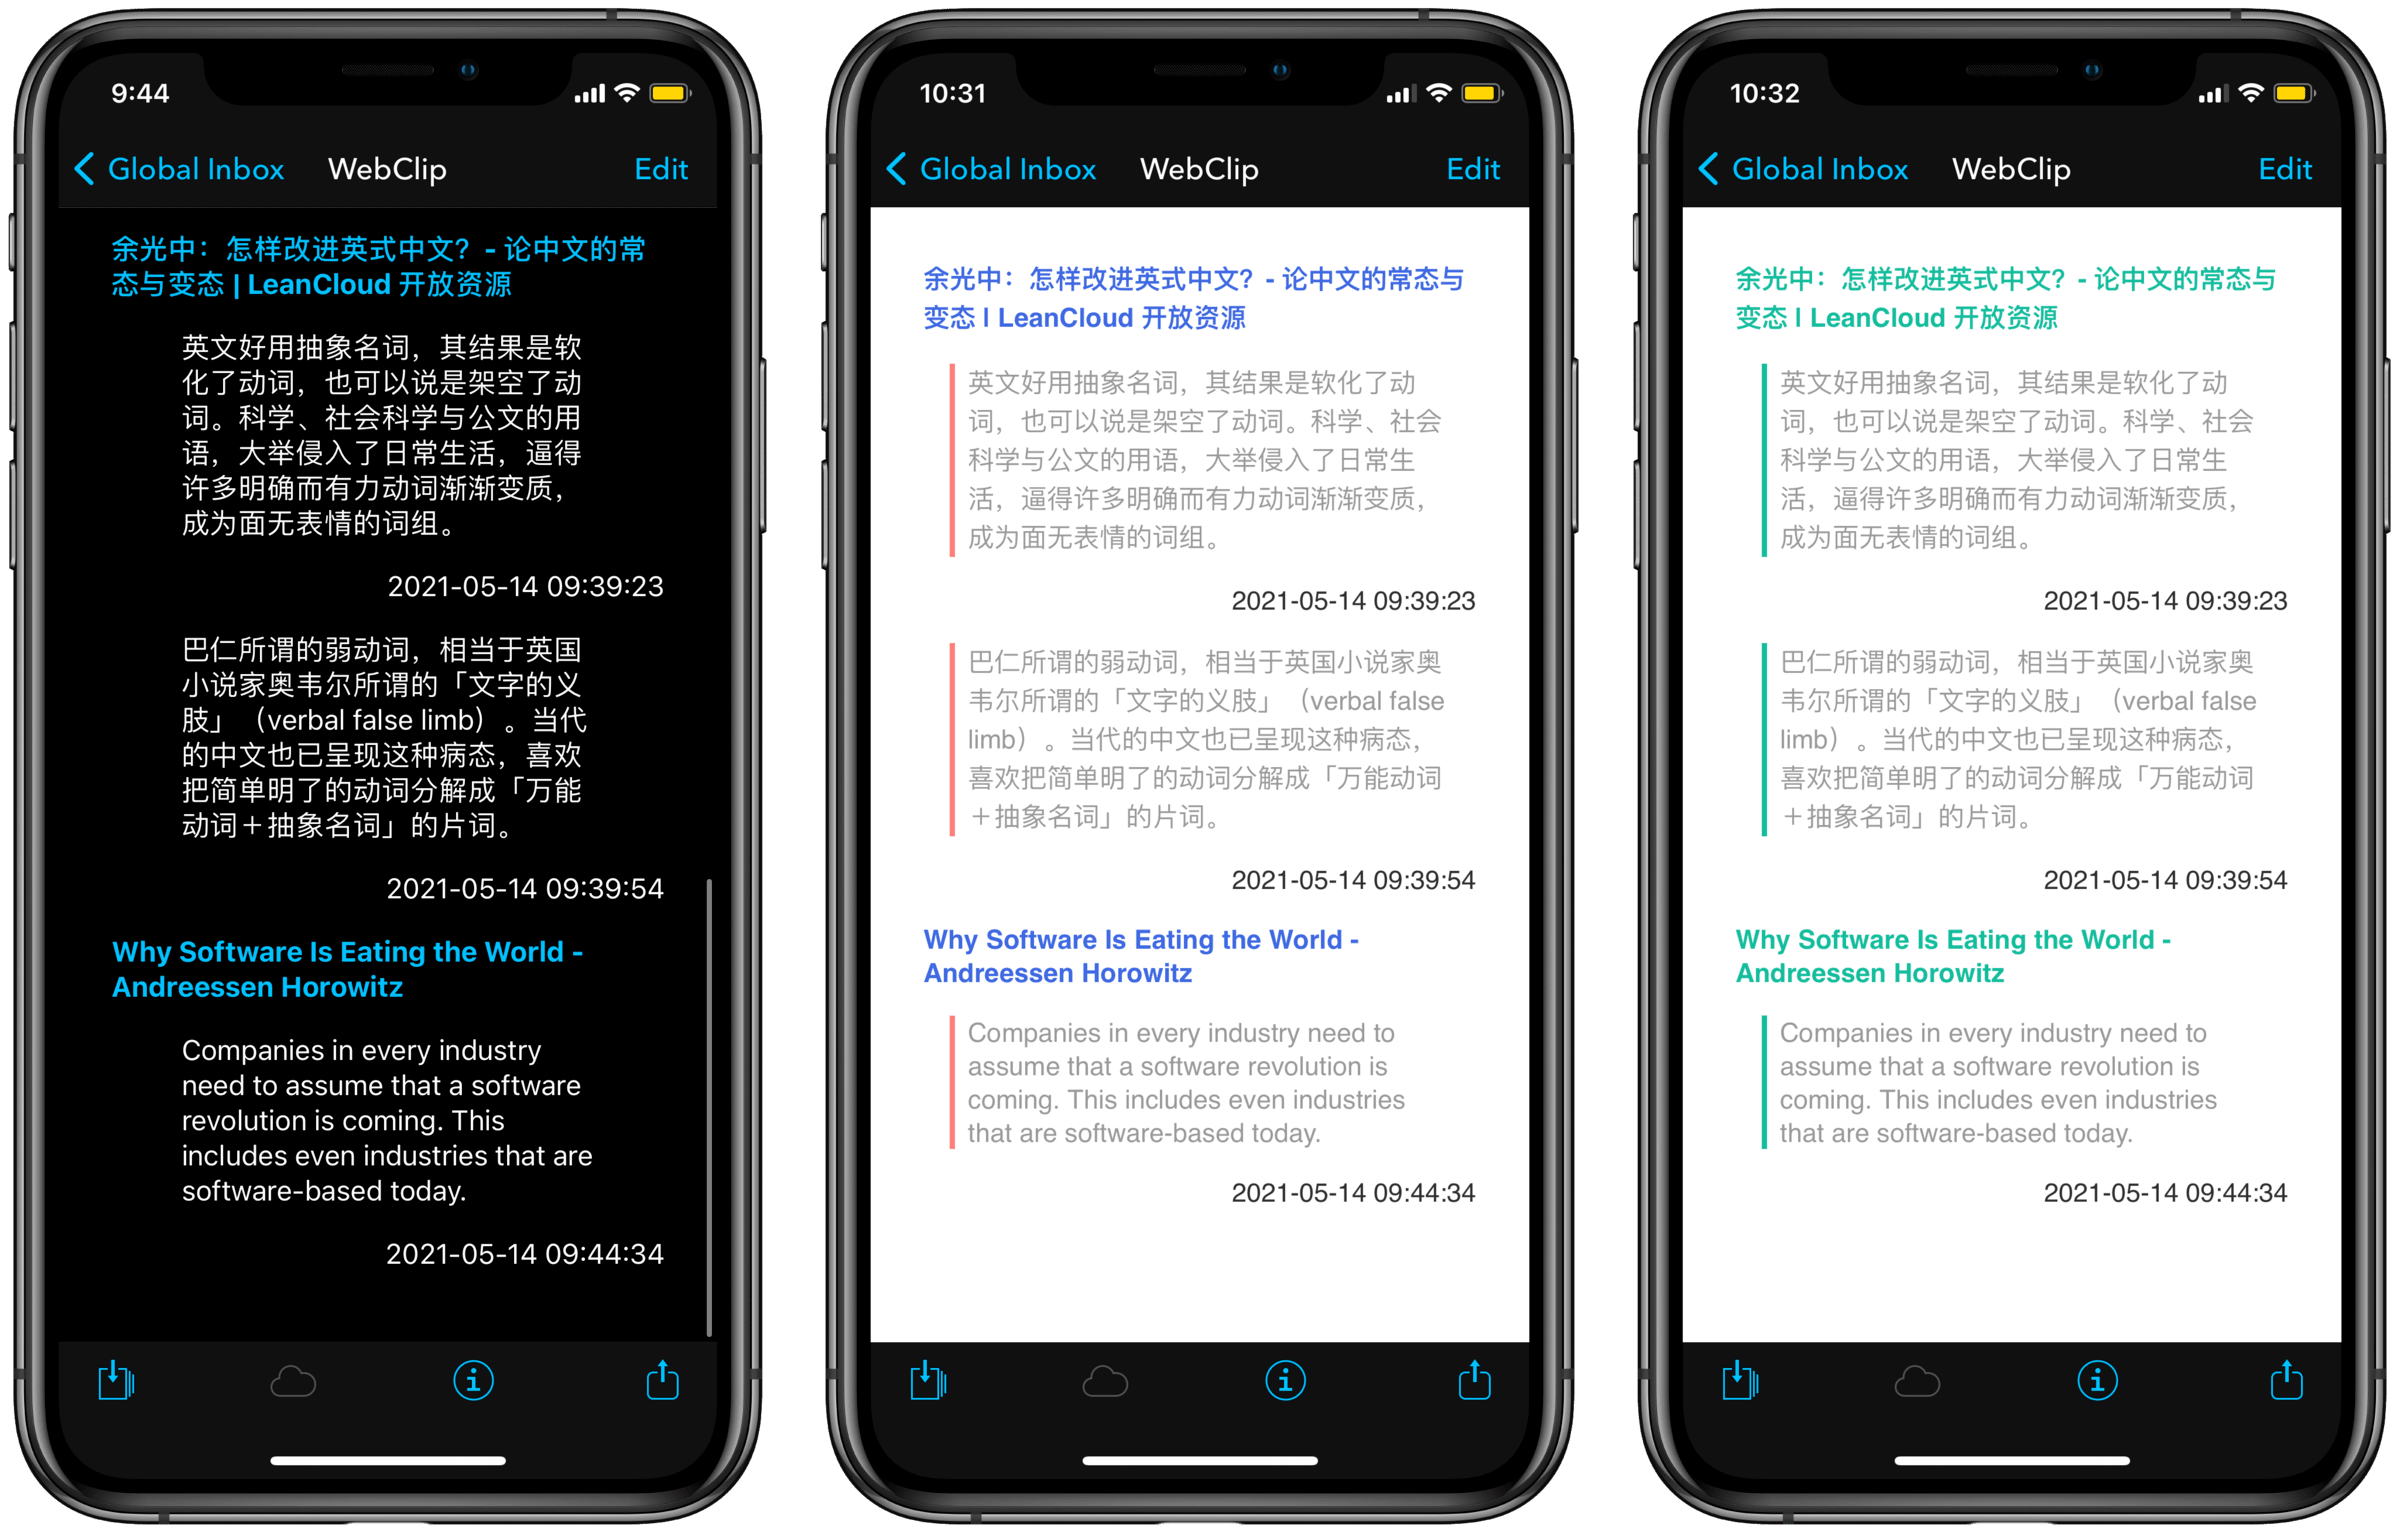 9:44
Global Inbox
WebClip
Edit
余光中：怎样改进英式中文？- 论中文的常
态与变态 | LeanCloud 开放资源
英文好用抽象名词，其结果是软
化了动词，也可以说是架空了动
词。科学、社会科学与公文的用
语，大举侵入了日常生活，逼得
许多明确而有力动词渐渐变质，
成为面无表情的词组。
2021-05-14 09:39:23
巴仁所谓的弱动词，相当于英国
小说家奥韦尔所谓的「文字的义
肢」（verbal false limb）。当代
的中文也已呈现这种病态，喜欢
把简单明了的动词分解成「万能
动词＋抽象名词」的片词。
2021-05-14 09:39:54
Why Software Is Eating the World -
Andreessen Horowitz
Companies in every industry
need to assume that a software
revolution is coming. This
includes even industries that are
software-based today.
2021-05-14 09:44:34
10:31
Global Inbox
WebClip
Edit
余光中：怎样改进英式中文？- 论中文的常态与
变态 | LeanCloud 开放资源
英文好用抽象名词，其结果是软化了动
词，也可以说是架空了动词。科学、社会
科学与公文的用语，大举侵入了日常生
活，逼得许多明确而有力动词渐渐变质，
成为面无表情的词组。
2021-05-14 09:39:23
巴仁所谓的弱动词，相当于英国小说家奥
韦尔所谓的「文字的义肢」（verbal false
limb）。当代的中文也已呈现这种病态，
喜欢把简单明了的动词分解成「万能动词
＋抽象名词」的片词。
2021-05-14 09:39:54
Why Software Is Eating the World -
Andreessen Horowitz
Companies in every industry need to
assume that a software revolution is
coming. This includes even industries
that are software-based today.
2021-05-14 09:44:34
10:32
Global Inbox
WebClip
Edit
余光中：怎样改进英式中文？- 论中文的常态与
变态 | LeanCloud 开放资源
英文好用抽象名词，其结果是软化了动
词，也可以说是架空了动词。科学、社会
科学与公文的用语，大举侵入了日常生
活，逼得许多明确而有力动词渐渐变质，
成为面无表情的词组。
2021-05-14 09:39:23
巴仁所谓的弱动词，相当于英国小说家奥
韦尔所谓的「文字的义肢」（verbal false
limb）。当代的中文也已呈现这种病态，
喜欢把简单明了的动词分解成「万能动词
＋抽象名词」的片词。
2021-05-14 09:39:54
Why Software Is Eating the World -
Andreessen Horowitz
Companies in every industry need to
assume that a software revolution is
coming. This includes even industries
that are software-based today.
2021-05-14 09:44:34